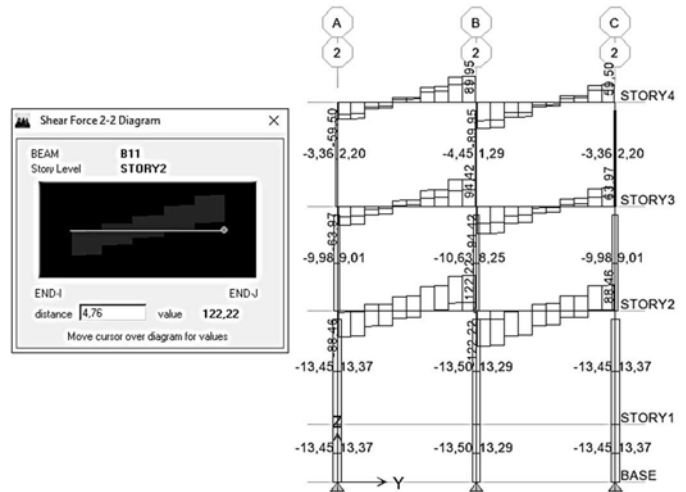 Shear Force 2-2 Diagram
BEAM B11
Story Level STORY2
END-I END-J
distance 4,76 value 122,22
Move cursor over diagram for values
A B C
2 2 2
89.95 59.50
STORY4
-59.50 -89.95
-3,36 2,20 -4,45 1,29 -3,36 2,20
94.42 63.97
STORY3
-63.97 -94.42
-9,98 9,01 -10,63 8,25 -9,98 9,01
122.22 88.46
STORY2
-88.46 -122.22
-13,45 13,37 -13,50 13,29 -13,45 13,37
Z STORY1
-13,45 13,37 -13,50 13,29 -13,45 13,37
Y BASE